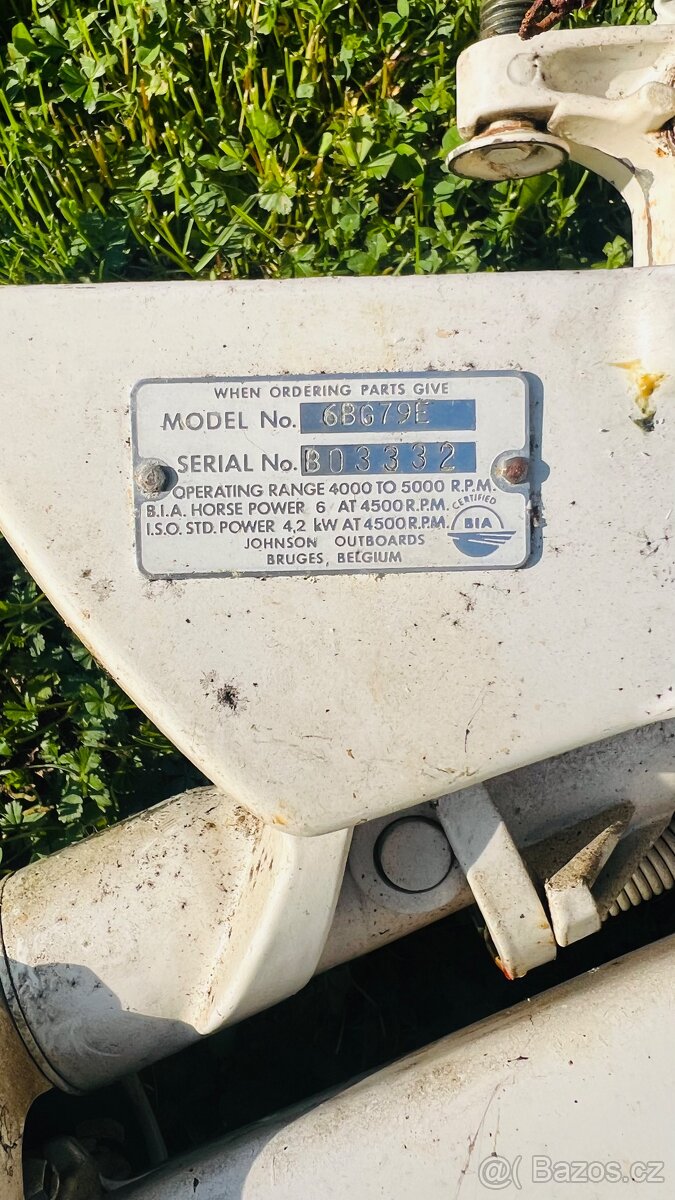 WHEN ORDERING PARTS GIVE
MODEL No. 6BG79E
SERIAL No. B03332
OPERATING RANGE 4000 TO 5000 R.P.M.
B.I.A. HORSE POWER 6 AT 4500 R.P.M.
I.S.O. STD. POWER 4,2 kW AT 4500 R.P.M.
CERTIFIED
BIA
JOHNSON OUTBOARDS
BRUGES, BELGIUM
@( Bazos.cz